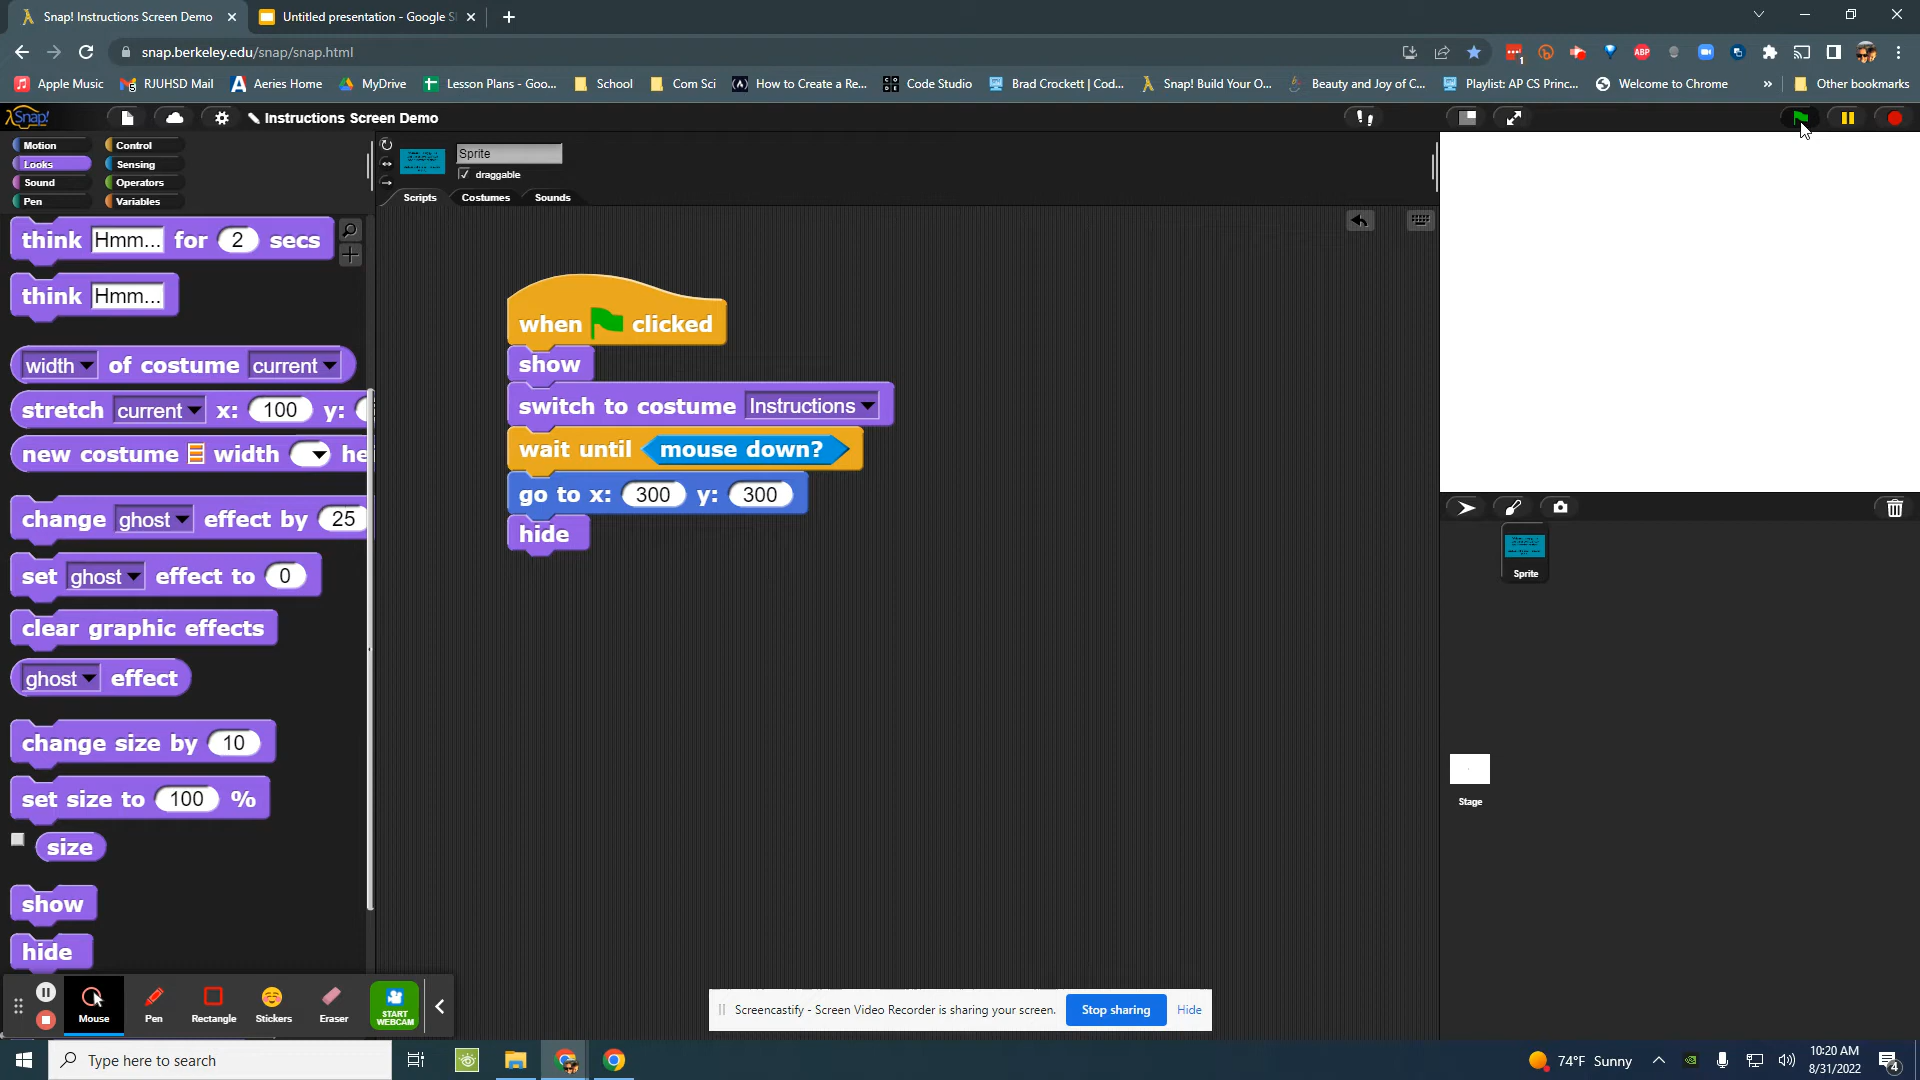 Snap! Instructions Screen Demo
Untitled presentation - Google S
snap.berkeley.edu/snap/snap.html
Apple Music
RJUHSD Mail
Aeries Home
MyDrive
Lesson Plans - Goo...
School
Com Sci
How to Create a Re...
Code Studio
Brad Crockett | Cod...
Snap! Build Your O...
Beauty and Joy of C...
Playlist: AP CS Princ...
Welcome to Chrome
»
Other bookmarks
Snap!
Instructions Screen Demo
Motion
Control
Looks
Sensing
Sound
Operators
Pen
Variables
Sprite
draggable
Scripts
Costumes
Sounds
think Hmm... for 2 secs
think Hmm...
width of costume current
stretch current x: 100 y:
new costume width he
change ghost effect by 25
set ghost effect to 0
clear graphic effects
ghost effect
change size by 10
set size to 100 %
size
show
hide
when clicked
show
switch to costume Instructions
wait until mouse down?
go to x: 300 y: 300
hide
Sprite
Stage
Mouse
Pen
Rectangle
Stickers
Eraser
START
WEBCAM
Screencastify - Screen Video Recorder is sharing your screen.
Stop sharing
Hide
Type here to search
74°F Sunny
10:20 AM
8/31/2022
4